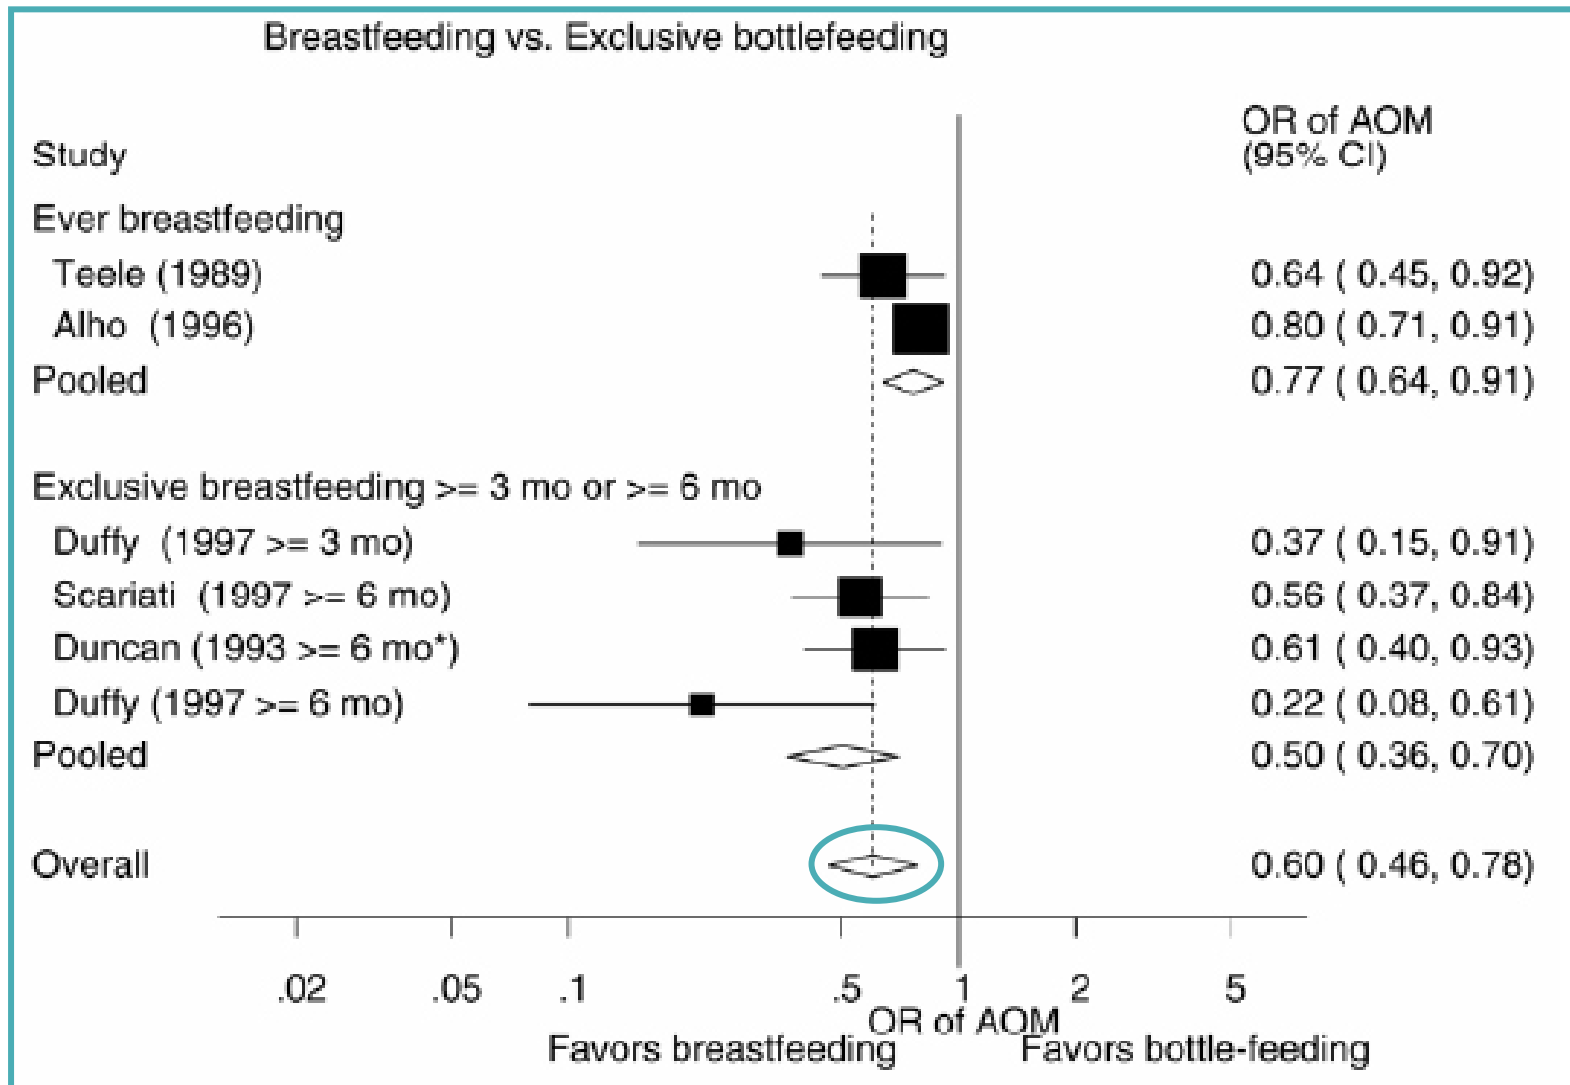 Breastfeeding vs. Exclusive bottlefeeding
OR of AOM
Study (95% CI)
Ever breastfeeding
Teele (1989) 0.64 ( 0.45, 0.92)
Alho (1996) 0.80 ( 0.71, 0.91)
Pooled 0.77 ( 0.64, 0.91)
Exclusive breastfeeding >= 3 mo or >= 6 mo
Duffy (1997 >= 3 mo) 0.37 ( 0.15, 0.91)
Scariati (1997 >= 6 mo) 0.56 ( 0.37, 0.84)
Duncan (1993 >= 6 mo*) 0.61 ( 0.40, 0.93)
Duffy (1997 >= 6 mo) 0.22 ( 0.08, 0.61)
Pooled 0.50 ( 0.36, 0.70)
Overall 0.60 ( 0.46, 0.78)
.02 .05 .1 .5 1 2 5
OR of AOM
Favors breastfeeding Favors bottle-feeding